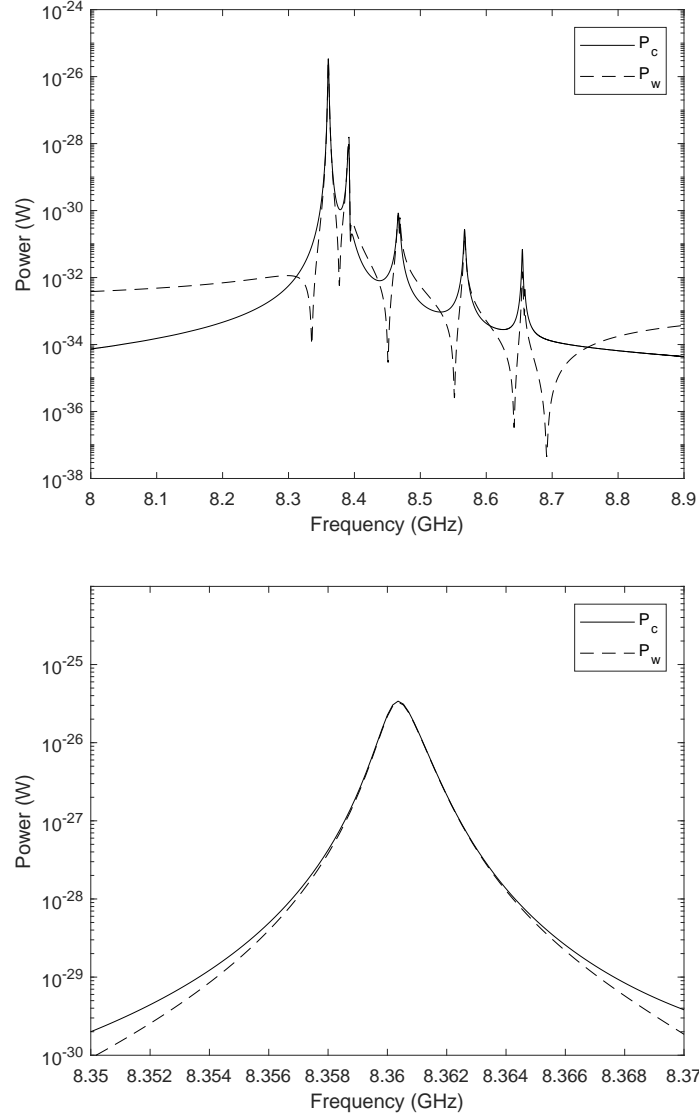 10-24
10-26
10-28
10-30
10-32
10-34
10-36
10-38
Power (W)
P_c
P_w
8 8.1 8.2 8.3 8.4 8.5 8.6 8.7 8.8 8.9
Frequency (GHz)
10-25
10-26
10-27
10-28
10-29
10-30
Power (W)
P_c
P_w
8.35 8.352 8.354 8.356 8.358 8.36 8.362 8.364 8.366 8.368 8.37
Frequency (GHz)